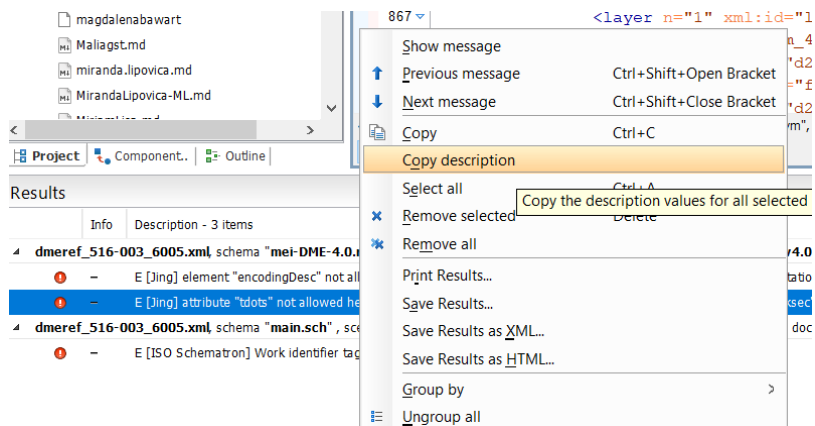 magdalenabawart
Maliagst.md
miranda.lipovica.md
MirandaLipovica-ML.md
Project
Component..
Outline
867
<layer n="1" xml:id="l
Results
Info Description - 3 items
dmeref_516-003_6005.xml, schema "mei-DME-4.0.r
E [Jing] element "encodingDesc" not all
E [Jing] attribute "tdots" not allowed he
dmeref_516-003_6005.xml, schema "main.sch" , sce
E [ISO Schematron] Work identifier tag
Show message
Previous message Ctrl+Shift+Open Bracket
Next message Ctrl+Shift+Close Bracket
Copy Ctrl+C
Copy description
Select all Ctrl+A
Copy the description values for all selected
Remove selected Delete
Remove all
Print Results...
Save Results...
Save Results as XML...
Save Results as HTML...
Group by
Ungroup all
"d2
="f
"d2
doc